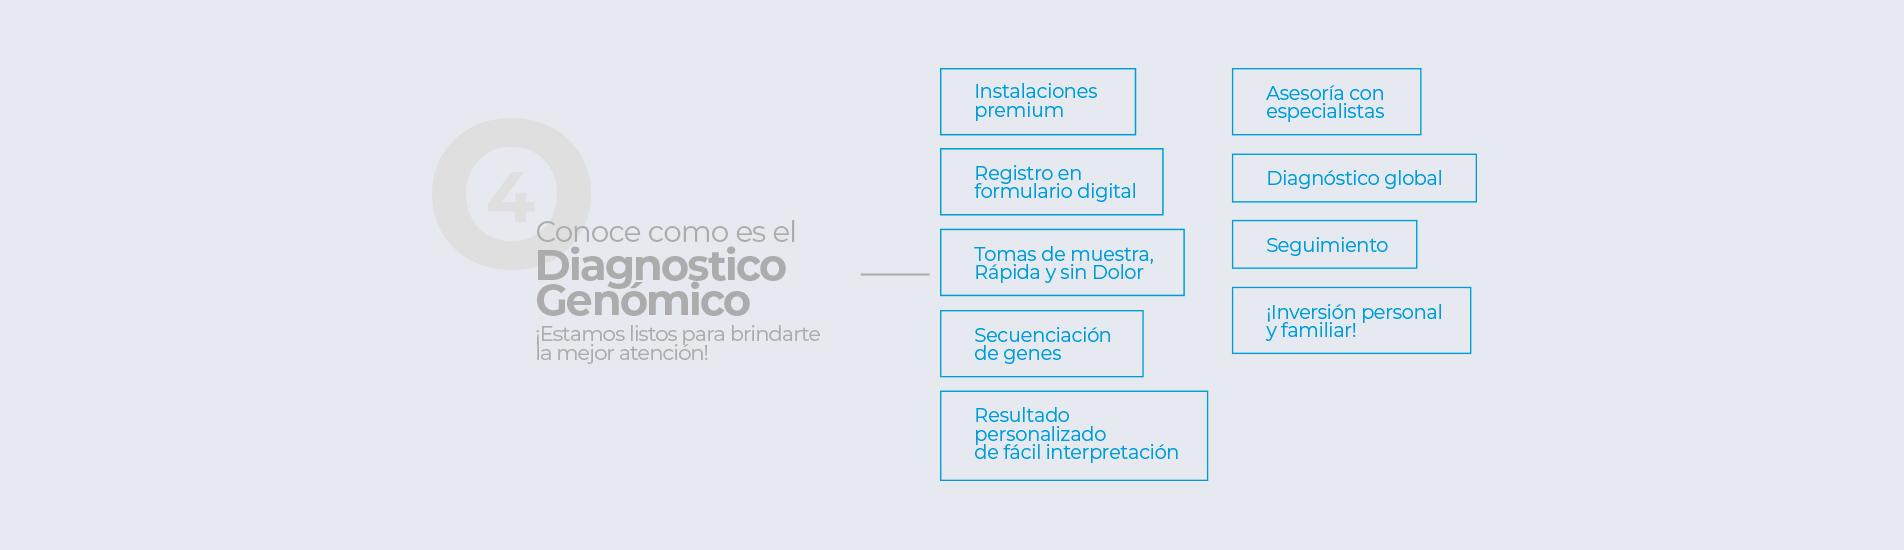 4
Conoce como es el
Diagnostico
Genómico
¡Estamos listos para brindarte
la mejor atención!
Instalaciones
premium
Registro en
formulario digital
Tomas de muestra,
Rápida y sin Dolor
Secuenciación
de genes
Resultado
personalizado
de fácil interpretación
Asesoría con
especialistas
Diagnóstico global
Seguimiento
¡Inversión personal
y familiar!